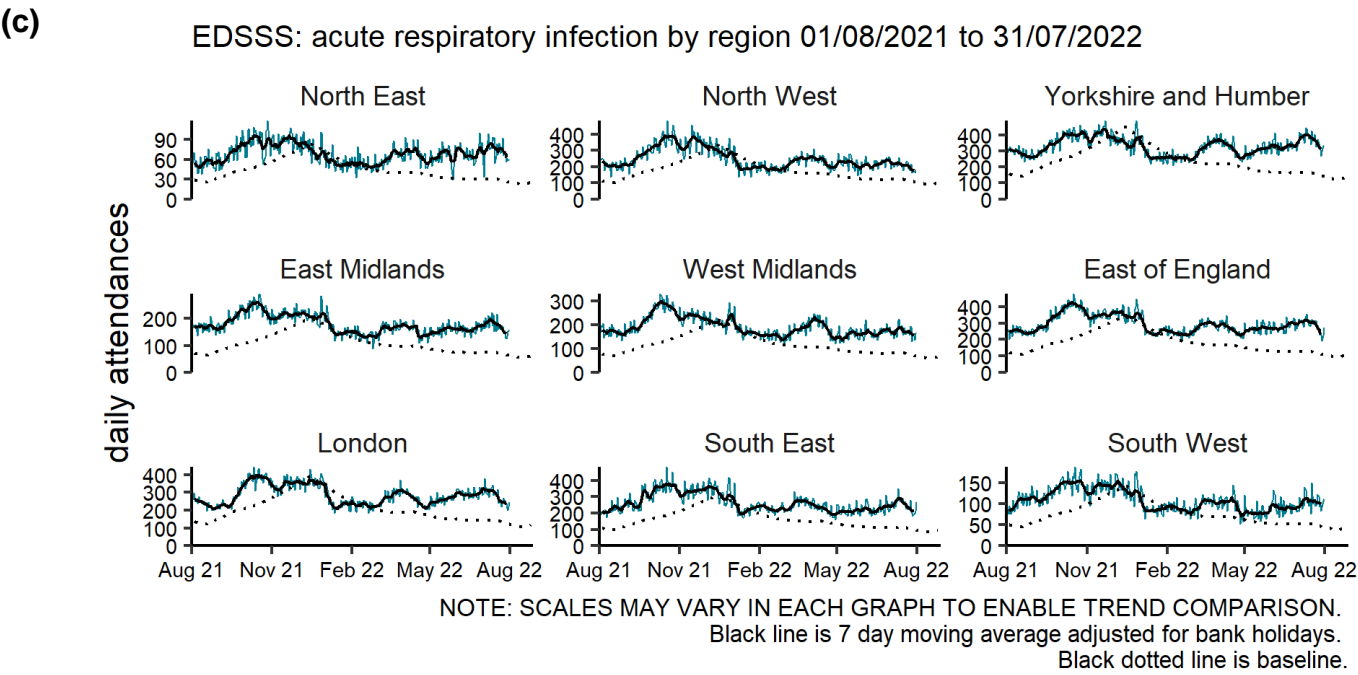 (c)
EDSSS: acute respiratory infection by region 01/08/2021 to 31/07/2022
daily attendances
North East
90
60
30
0
North West
400
300
200
100
0
Yorkshire and Humber
400
300
200
100
0
East Midlands
200
100
0
West Midlands
300
200
100
0
East of England
400
300
200
100
0
London
400
300
200
100
0
Aug 21 Nov 21 Feb 22 May 22 Aug 22
South East
400
300
200
100
0
Aug 21 Nov 21 Feb 22 May 22 Aug 22
South West
150
100
50
0
Aug 21 Nov 21 Feb 22 May 22 Aug 22
NOTE: SCALES MAY VARY IN EACH GRAPH TO ENABLE TREND COMPARISON.
Black line is 7 day moving average adjusted for bank holidays.
Black dotted line is baseline.